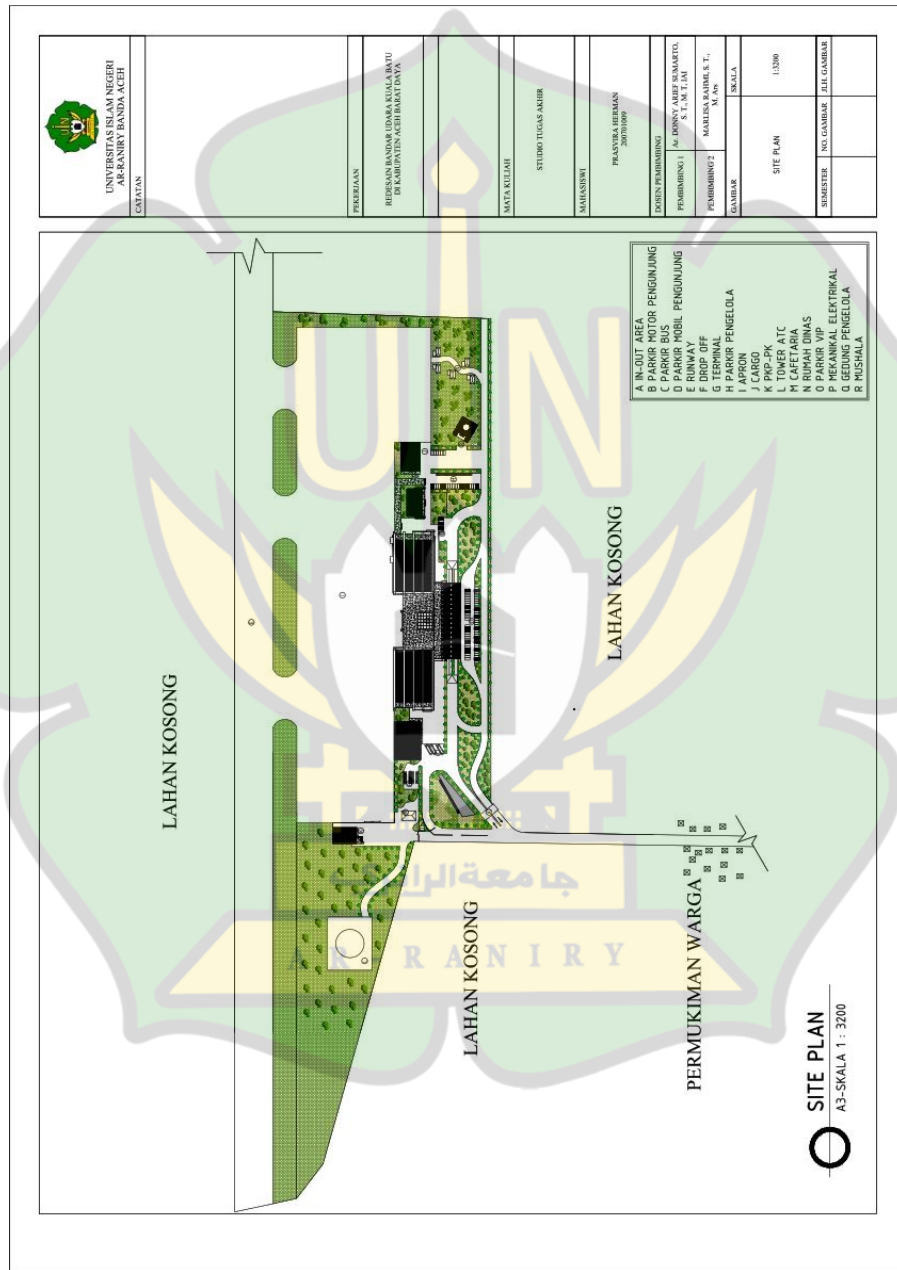 UNIVERSITAS ISLAM NEGERI
AR-RANIRY BANDA ACEH
CATATAN
PEKERJAAN
REDESAIN BANDAR UDARA KUALA BATU
DI KABUPATEN ACEH BARAT DAYA
MATA KULIAH
STUDIO TUGAS AKHIR
MAHASISWI
PRASVIRA HERMAN
200701009
DOSEN PEMBIMBING
PEMBIMBING 1
Ar. DONNY ARIEF SUMARTO,
S. T., M. T, IAI
PEMBIMBING 2
MARLISA RAHMI, S. T.,
M. Ars
GAMBAR
SKALA
SITE PLAN
1:3200
SEMESTER
NO. GAMBAR
JLH. GAMBAR
A IN-OUT AREA
B PARKIR MOTOR PENGUNJUNG
C PARKIR BUS
D PARKIR MOBIL PENGUNJUNG
E RUNWAY
F DROP OFF
G TERMINAL
H PARKIR PENGELOLA
I APRON
J CARGO
K PKP-PK
L TOWER ATC
M CAFETARIA
N RUMAH DINAS
O PARKIR VIP
P MEKANIKAL ELEKTRIKAL
Q GEDUNG PENGELOLA
R MUSHALA
LAHAN KOSONG
LAHAN KOSONG
LAHAN KOSONG
PERMUKIMAN WARGA
SITE PLAN
A3-SKALA 1 : 3200
UIN
جامعة الرانيري
AR-RANIRY